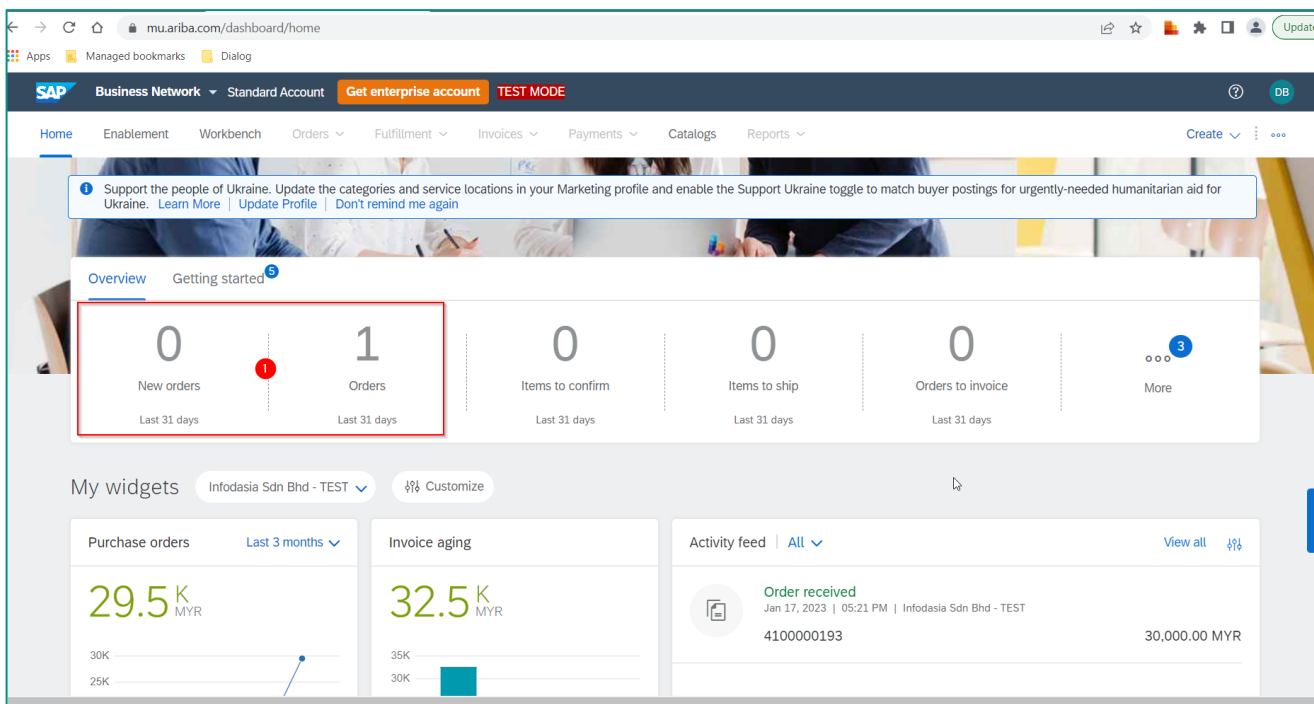 mu.ariba.com/dashboard/home
Update
Apps Managed bookmarks Dialog
SAP Business Network Standard Account Get enterprise account TEST MODE DB
Home Enablement Workbench Orders Fulfillment Invoices Payments Catalogs Reports Create
Support the people of Ukraine. Update the categories and service locations in your Marketing profile and enable the Support Ukraine toggle to match buyer postings for urgently-needed humanitarian aid for
Ukraine. Learn More | Update Profile | Don't remind me again
Overview Getting started 5
0 1 0 0 0 3
1
New orders Orders Items to confirm Items to ship Orders to invoice More
Last 31 days Last 31 days Last 31 days Last 31 days Last 31 days
My widgets Infodasia Sdn Bhd - TEST Customize
Purchase orders Last 3 months Invoice aging Activity feed | All View all
29.5 K MYR 32.5 K MYR
Order received
Jan 17, 2023 | 05:21 PM | Infodasia Sdn Bhd - TEST
4100000193 30,000.00 MYR
30K 35K
25K 30K